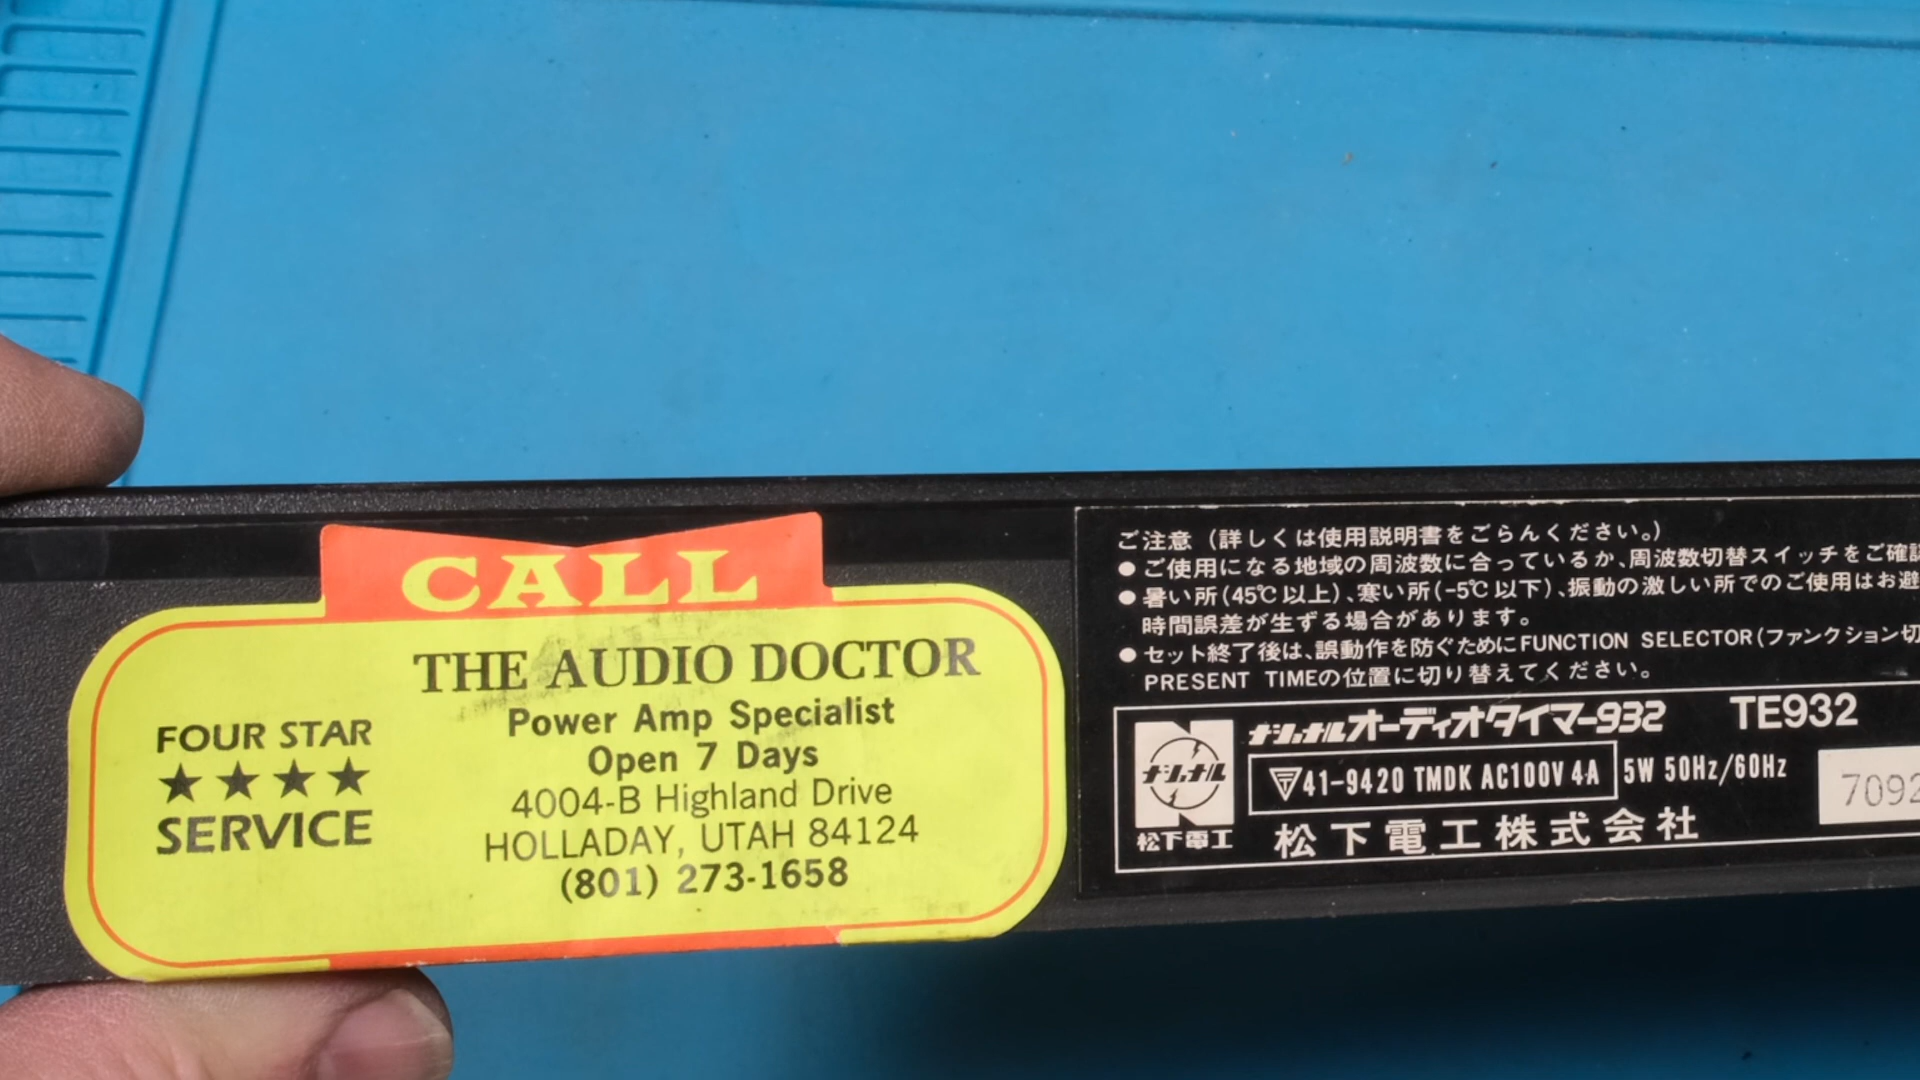 CALL
THE AUDIO DOCTOR
Power Amp Specialist
Open 7 Days
4004-B Highland Drive
HOLLADAY, UTAH 84124
(801) 273-1658
FOUR STAR
★★★★
SERVICE
ご注意（詳しくは使用説明書をごらんください。）
●ご使用になる地域の周波数に合っているか、周波数切替スイッチをご確認
●暑い所(45℃以上)、寒い所(-5℃以下)、振動の激しい所でのご使用はお避
時間誤差が生ずる場合があります。
●セット終了後は、誤動作を防ぐためにFUNCTION SELECTOR(ファンクション切
PRESENT TIMEの位置に切り替えてください。
ナショナル
松下電工
ナショナルオーディオタイマー932 TE932
41-9420 TMDK AC100V 4A 5W 50Hz/60Hz
松下電工株式会社
7092